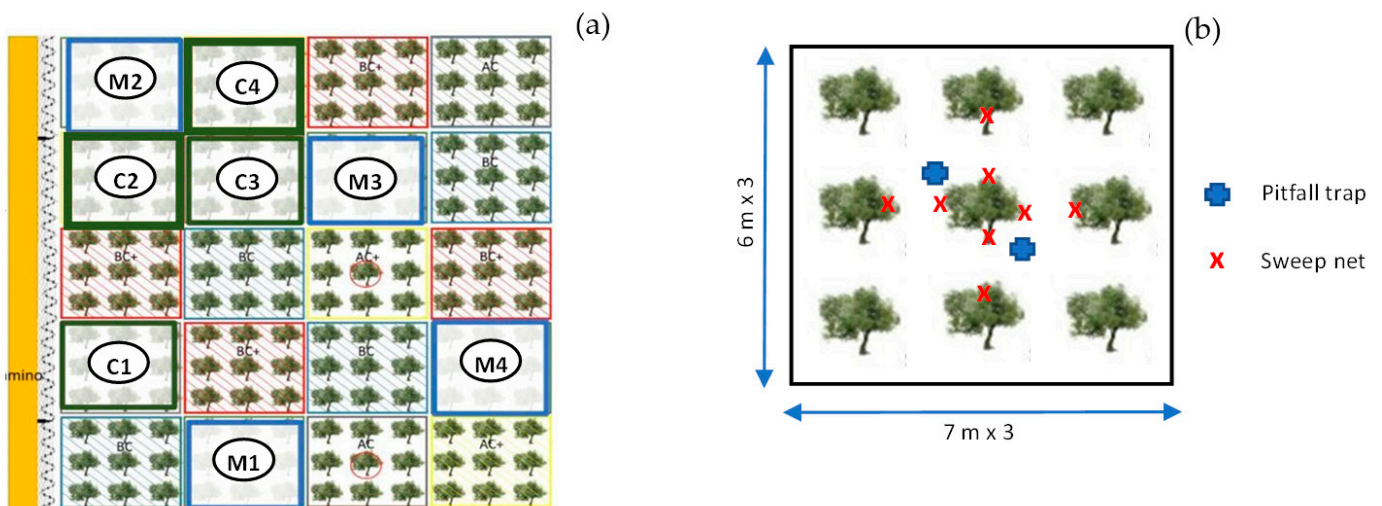 (a)
M2
C4
BC+
AC
C2
C3
M3
BC
BC+
BC
AC+
BC+
C1
BC+
BC
M4
amino
BC
M1
AC
AC+
(b)
6 m x 3
7 m x 3
X
X
X
X
X
X
X
X
Pitfall trap
X Sweep net